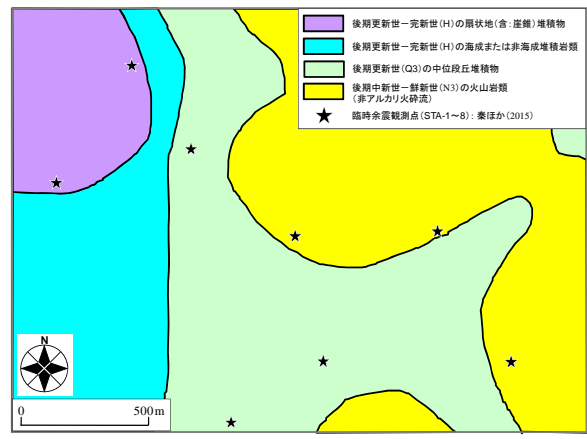 後期更新世－完新世(H)の扇状地(含:崖錐)堆積物
後期更新世－完新世(H)の海成または非海成堆積岩類
後期更新世(Q3)の中位段丘堆積物
後期中新世－鮮新世(N3)の火山岩類
(非アルカリ火砕流)
臨時余震観測点(STA-1～8): 秦ほか(2015)
N
0 500m